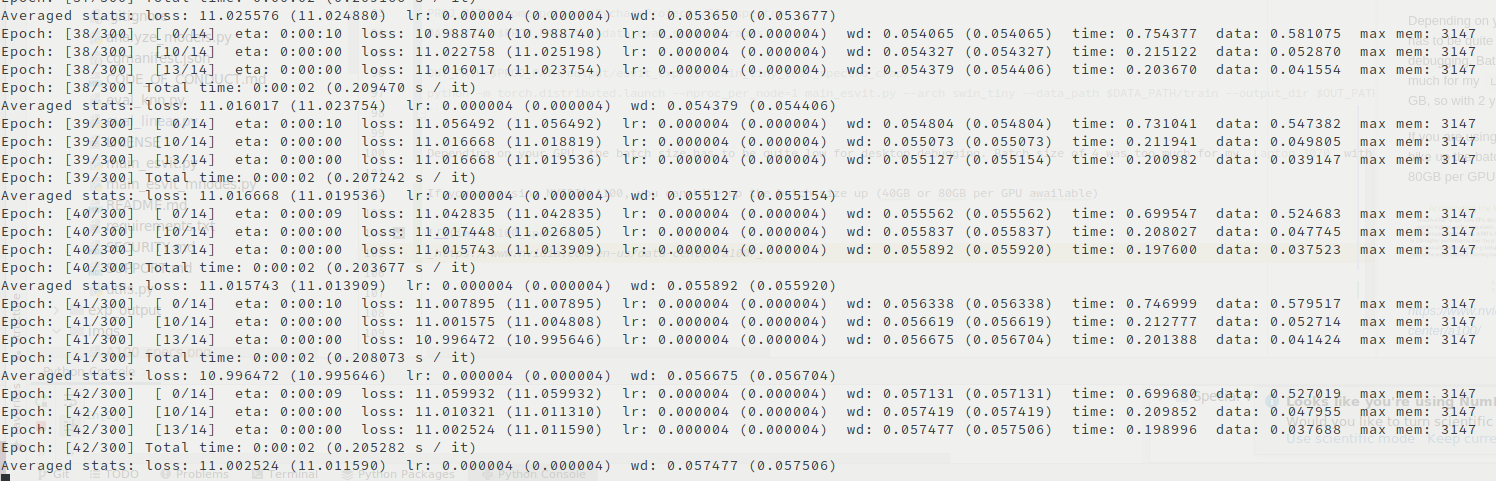 Averaged stats: loss: 11.025576 (11.024880)  lr: 0.000004 (0.000004)  wd: 0.053650 (0.053677)
Epoch: [38/300]  [ 0/14]  eta: 0:00:10  loss: 10.988740 (10.988740)  lr: 0.000004 (0.000004)  wd: 0.054065 (0.054065)  time: 0.754377  data: 0.581075  max mem: 3147
Epoch: [38/300]  [10/14]  eta: 0:00:00  loss: 11.022758 (11.025198)  lr: 0.000004 (0.000004)  wd: 0.054327 (0.054327)  time: 0.215122  data: 0.052870  max mem: 3147
Epoch: [38/300]  [13/14]  eta: 0:00:00  loss: 11.016017 (11.023754)  lr: 0.000004 (0.000004)  wd: 0.054379 (0.054406)  time: 0.203670  data: 0.041554  max mem: 3147
Epoch: [38/300] Total time: 0:00:02 (0.209470 s / it)
Averaged stats: loss: 11.016017 (11.023754)  lr: 0.000004 (0.000004)  wd: 0.054379 (0.054406)
Epoch: [39/300]  [ 0/14]  eta: 0:00:10  loss: 11.056492 (11.056492)  lr: 0.000004 (0.000004)  wd: 0.054804 (0.054804)  time: 0.731041  data: 0.547382  max mem: 3147
Epoch: [39/300]  [10/14]  eta: 0:00:00  loss: 11.016668 (11.018819)  lr: 0.000004 (0.000004)  wd: 0.055073 (0.055073)  time: 0.211941  data: 0.049805  max mem: 3147
Epoch: [39/300]  [13/14]  eta: 0:00:00  loss: 11.016668 (11.019536)  lr: 0.000004 (0.000004)  wd: 0.055127 (0.055154)  time: 0.200982  data: 0.039147  max mem: 3147
Epoch: [39/300] Total time: 0:00:02 (0.207242 s / it)
Averaged stats: loss: 11.016668 (11.019536)  lr: 0.000004 (0.000004)  wd: 0.055127 (0.055154)
Epoch: [40/300]  [ 0/14]  eta: 0:00:09  loss: 11.042835 (11.042835)  lr: 0.000004 (0.000004)  wd: 0.055562 (0.055562)  time: 0.699547  data: 0.524683  max mem: 3147
Epoch: [40/300]  [10/14]  eta: 0:00:00  loss: 11.017448 (11.026805)  lr: 0.000004 (0.000004)  wd: 0.055837 (0.055837)  time: 0.208027  data: 0.047745  max mem: 3147
Epoch: [40/300]  [13/14]  eta: 0:00:00  loss: 11.015743 (11.013909)  lr: 0.000004 (0.000004)  wd: 0.055892 (0.055920)  time: 0.197600  data: 0.037523  max mem: 3147
Epoch: [40/300] Total time: 0:00:02 (0.203677 s / it)
Averaged stats: loss: 11.015743 (11.013909)  lr: 0.000004 (0.000004)  wd: 0.055892 (0.055920)
Epoch: [41/300]  [ 0/14]  eta: 0:00:10  loss: 11.007895 (11.007895)  lr: 0.000004 (0.000004)  wd: 0.056338 (0.056338)  time: 0.746999  data: 0.579517  max mem: 3147
Epoch: [41/300]  [10/14]  eta: 0:00:00  loss: 11.001575 (11.004808)  lr: 0.000004 (0.000004)  wd: 0.056619 (0.056619)  time: 0.212777  data: 0.052714  max mem: 3147
Epoch: [41/300]  [13/14]  eta: 0:00:00  loss: 10.996472 (10.995646)  lr: 0.000004 (0.000004)  wd: 0.056675 (0.056704)  time: 0.201388  data: 0.041424  max mem: 3147
Epoch: [41/300] Total time: 0:00:02 (0.208073 s / it)
Averaged stats: loss: 10.996472 (10.995646)  lr: 0.000004 (0.000004)  wd: 0.056675 (0.056704)
Epoch: [42/300]  [ 0/14]  eta: 0:00:09  loss: 11.059932 (11.059932)  lr: 0.000004 (0.000004)  wd: 0.057131 (0.057131)  time: 0.699680  data: 0.527019  max mem: 3147
Epoch: [42/300]  [10/14]  eta: 0:00:00  loss: 11.010321 (11.011310)  lr: 0.000004 (0.000004)  wd: 0.057419 (0.057419)  time: 0.209852  data: 0.047955  max mem: 3147
Epoch: [42/300]  [13/14]  eta: 0:00:00  loss: 11.002524 (11.011590)  lr: 0.000004 (0.000004)  wd: 0.057477 (0.057506)  time: 0.198996  data: 0.037688  max mem: 3147
Epoch: [42/300] Total time: 0:00:02 (0.205282 s / it)
Averaged stats: loss: 11.002524 (11.011590)  lr: 0.000004 (0.000004)  wd: 0.057477 (0.057506)
Git TODO Problems Terminal Python Packages Python Console